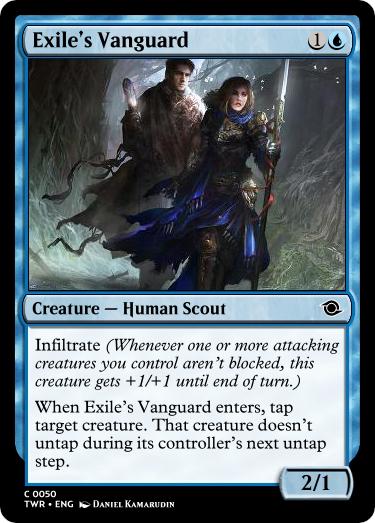 Exile's Vanguard 1
Creature — Human Scout
Infiltrate (Whenever one or more attacking
creatures you control aren't blocked, this
creature gets +1/+1 until end of turn.)
When Exile's Vanguard enters, tap
target creature. That creature doesn't
untap during its controller's next untap
step.
2/1
C 0050
TWR • ENG Daniel Kamarudin